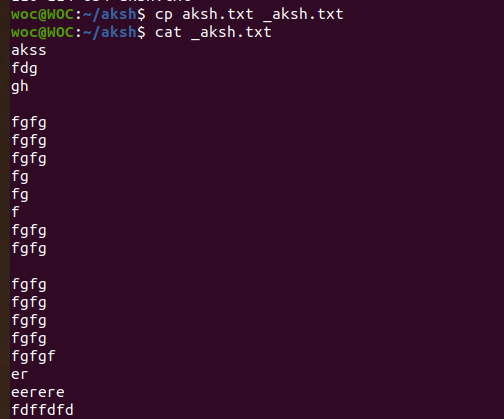 woc@WOC:~/aksh$ cp aksh.txt _aksh.txt
woc@WOC:~/aksh$ cat _aksh.txt
akss
fdg
gh
fgfg
fgfg
fgfg
fg
fg
f
fgfg
fgfg
fgfg
fgfg
fgfg
fgfg
fgfgf
er
eerere
fdffdfd